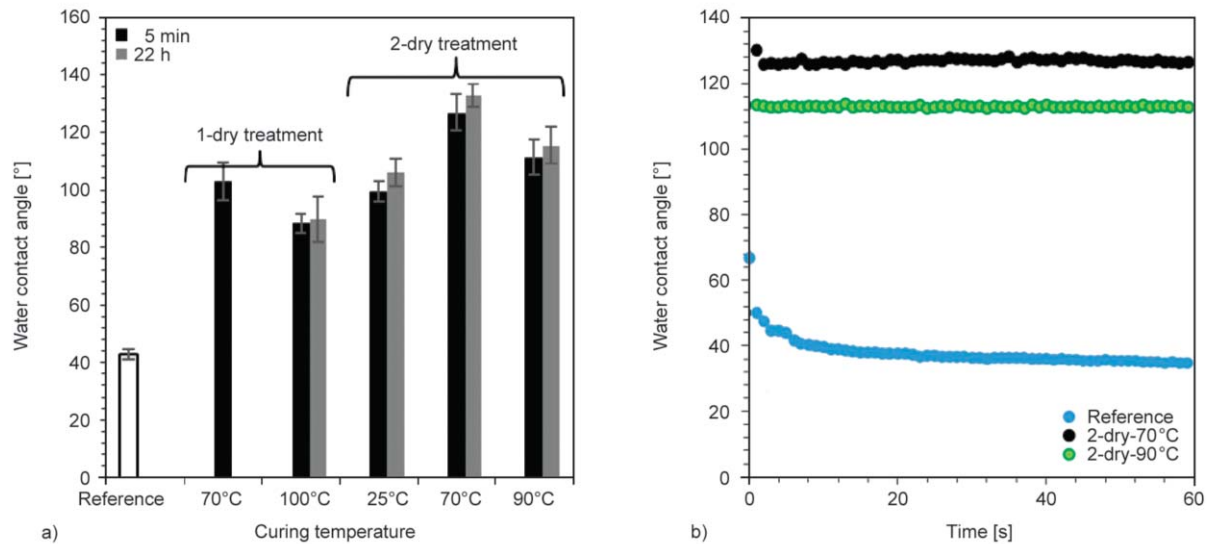 160
140
120
100
80
60
40
20
0
Water contact angle [°]
5 min
22 h
1-dry treatment
2-dry treatment
Reference 70°C 100°C 25°C 70°C 90°C
a) Curing temperature
140
120
100
80
60
40
20
0
Water contact angle [°]
Reference
2-dry-70°C
2-dry-90°C
0 20 40 60
b) Time [s]